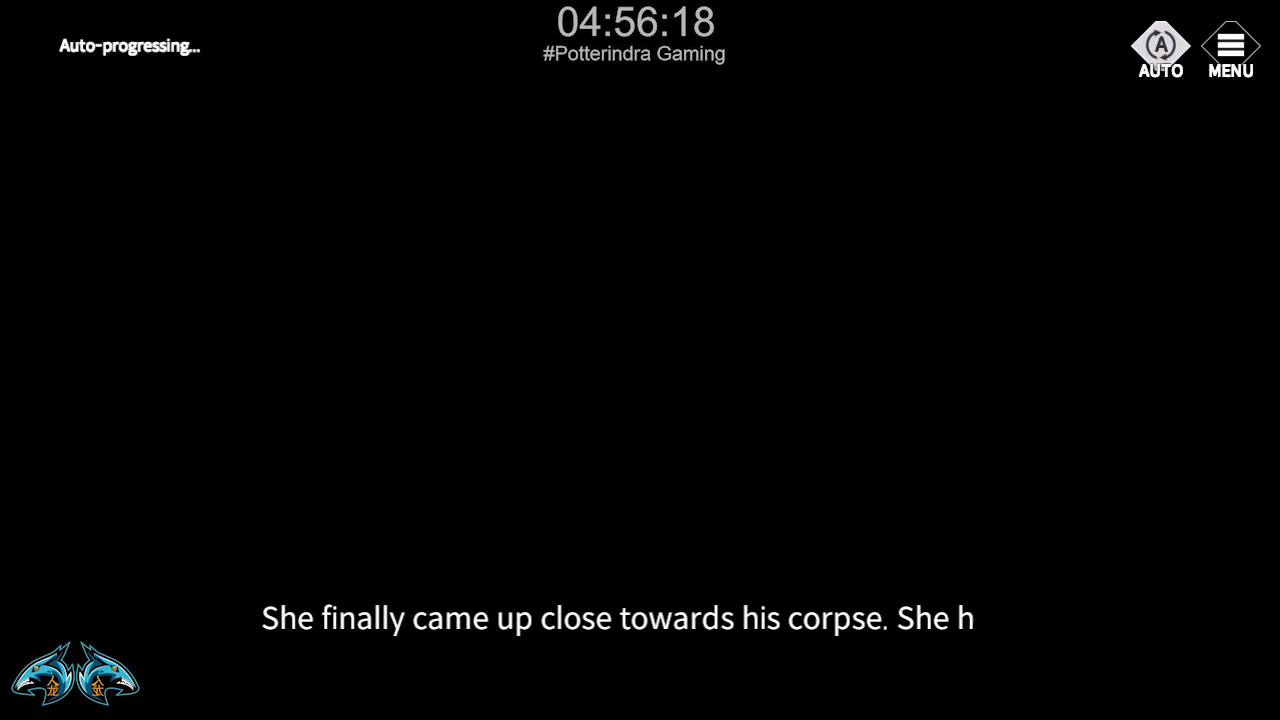 04:56:18
#Potterindra Gaming
Auto-progressing...
A
AUTO
MENU
She finally came up close towards his corpse. She h